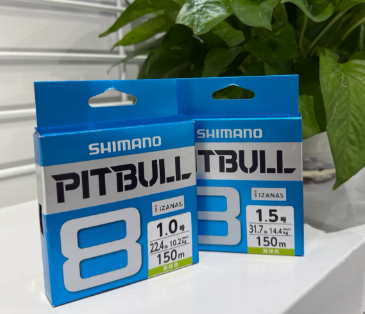 SHIMANO
PITBULL
8
IZANAS
1.0号
22.4lb 10.2kg
150m
SHIMANO
TBULL
8
IZANAS
1.5号
31.7lb 14.4kg
150m